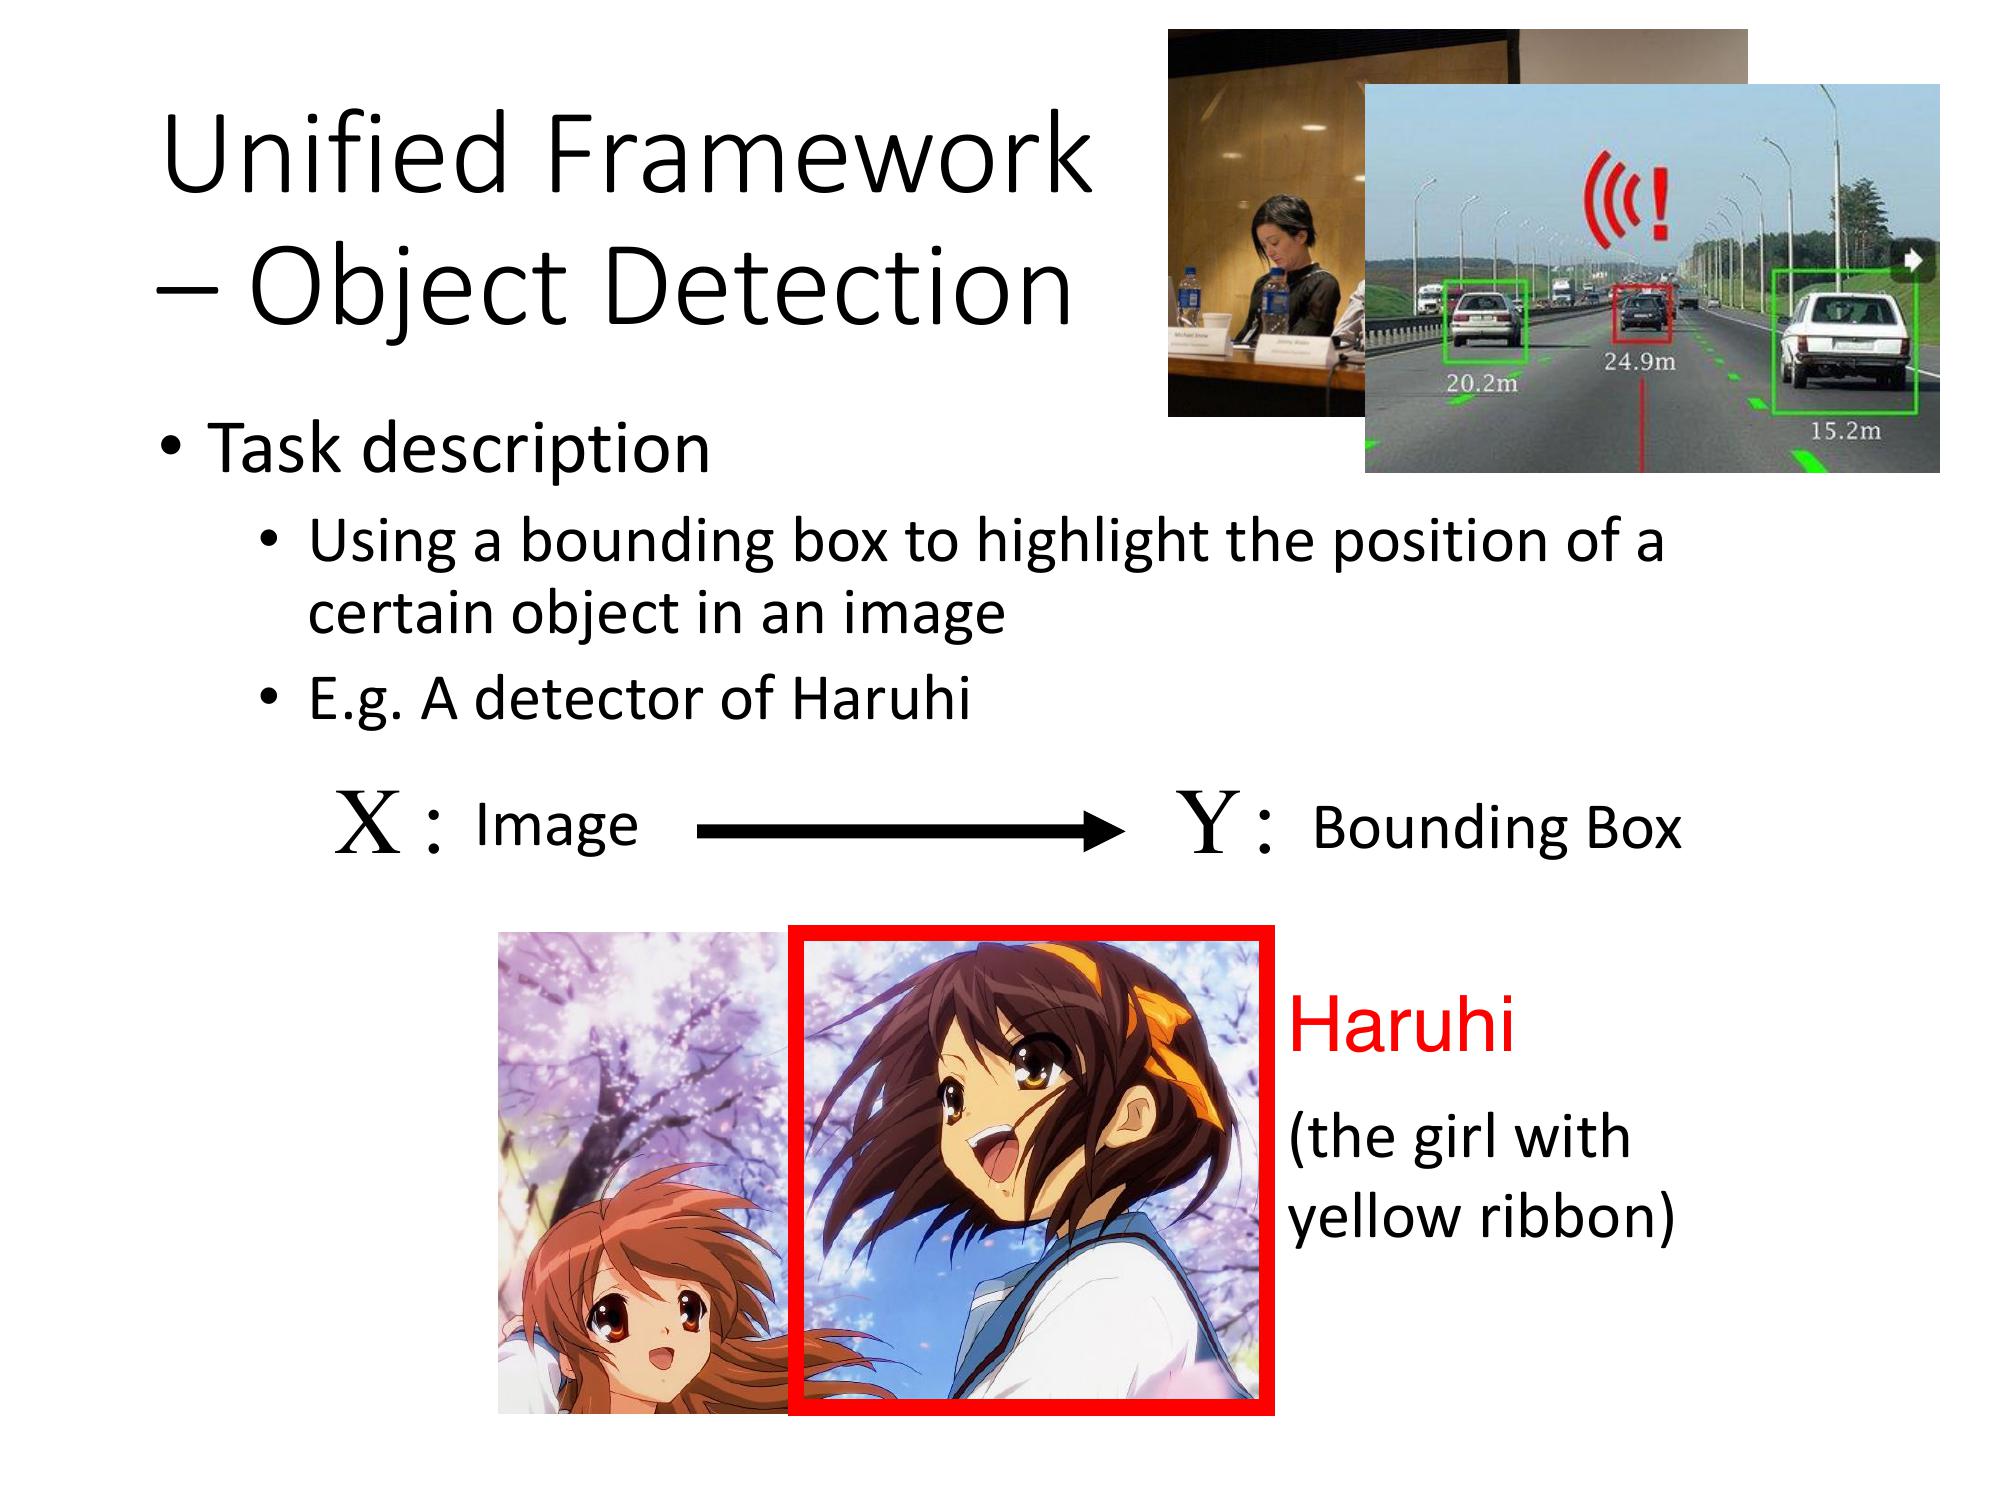 Unified Framework
– Object Detection
20.2m
24.9m
15.2m
• Task description
• Using a bounding box to highlight the position of a
certain object in an image
• E.g. A detector of Haruhi
X : Image
Y : Bounding Box
Haruhi
(the girl with
yellow ribbon)